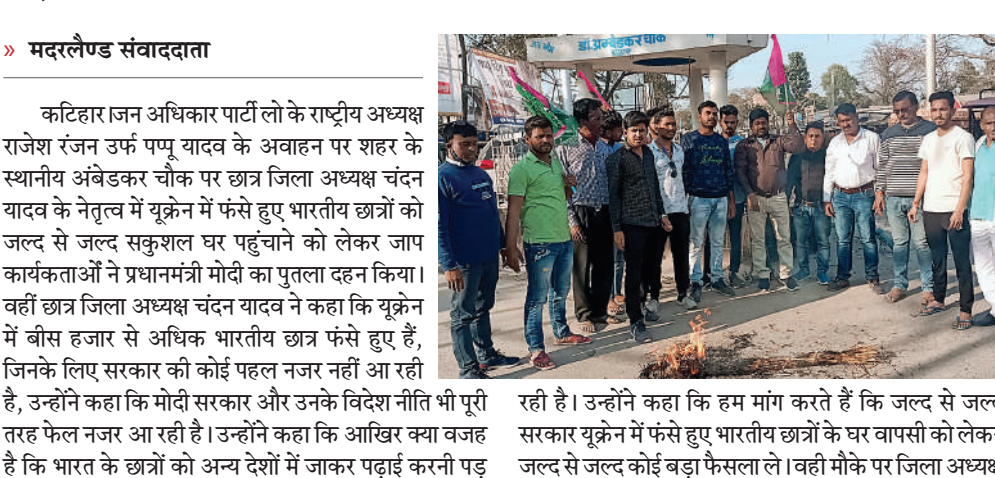 » मदरलैण्ड संवाददाता
कटिहार ।जन अधिकार पार्टी लो के राष्ट्रीय अध्यक्ष
राजेश रंजन उर्फ पप्पू यादव के अवाहन पर शहर के
स्थानीय अंबेडकर चौक पर छात्र जिला अध्यक्ष चंदन
यादव के नेतृत्व में यूक्रेन में फंसे हुए भारतीय छात्रों को
जल्द से जल्द सकुशल घर पहुंचाने को लेकर जाप
कार्यकताओं ने प्रधानमंत्री मोदी का पुतला दहन किया।
वहीं छात्र जिला अध्यक्ष चंदन यादव ने कहा कि यूक्रेन
में बीस हजार से अधिक भारतीय छात्र फंसे हुए हैं,
जिनके लिए सरकार की कोई पहल नजर नहीं आ रही
है, उन्होंने कहा कि मोदी सरकार और उनके विदेश नीति भी पूरी
तरह फेल नजर आ रही है। उन्होंने कहा कि आखिर क्या वजह
है कि भारत के छात्रों को अन्य देशों में जाकर पढ़ाई करनी पड़
डॉ.अम्बेडकर चौक
रही है। उन्होंने कहा कि हम मांग करते हैं कि जल्द से जल्द
सरकार यूक्रेन में फंसे हुए भारतीय छात्रों के घर वापसी को लेकर
जल्द से जल्द कोई बड़ा फैसला ले।वही मौके पर जिला अध्यक्ष